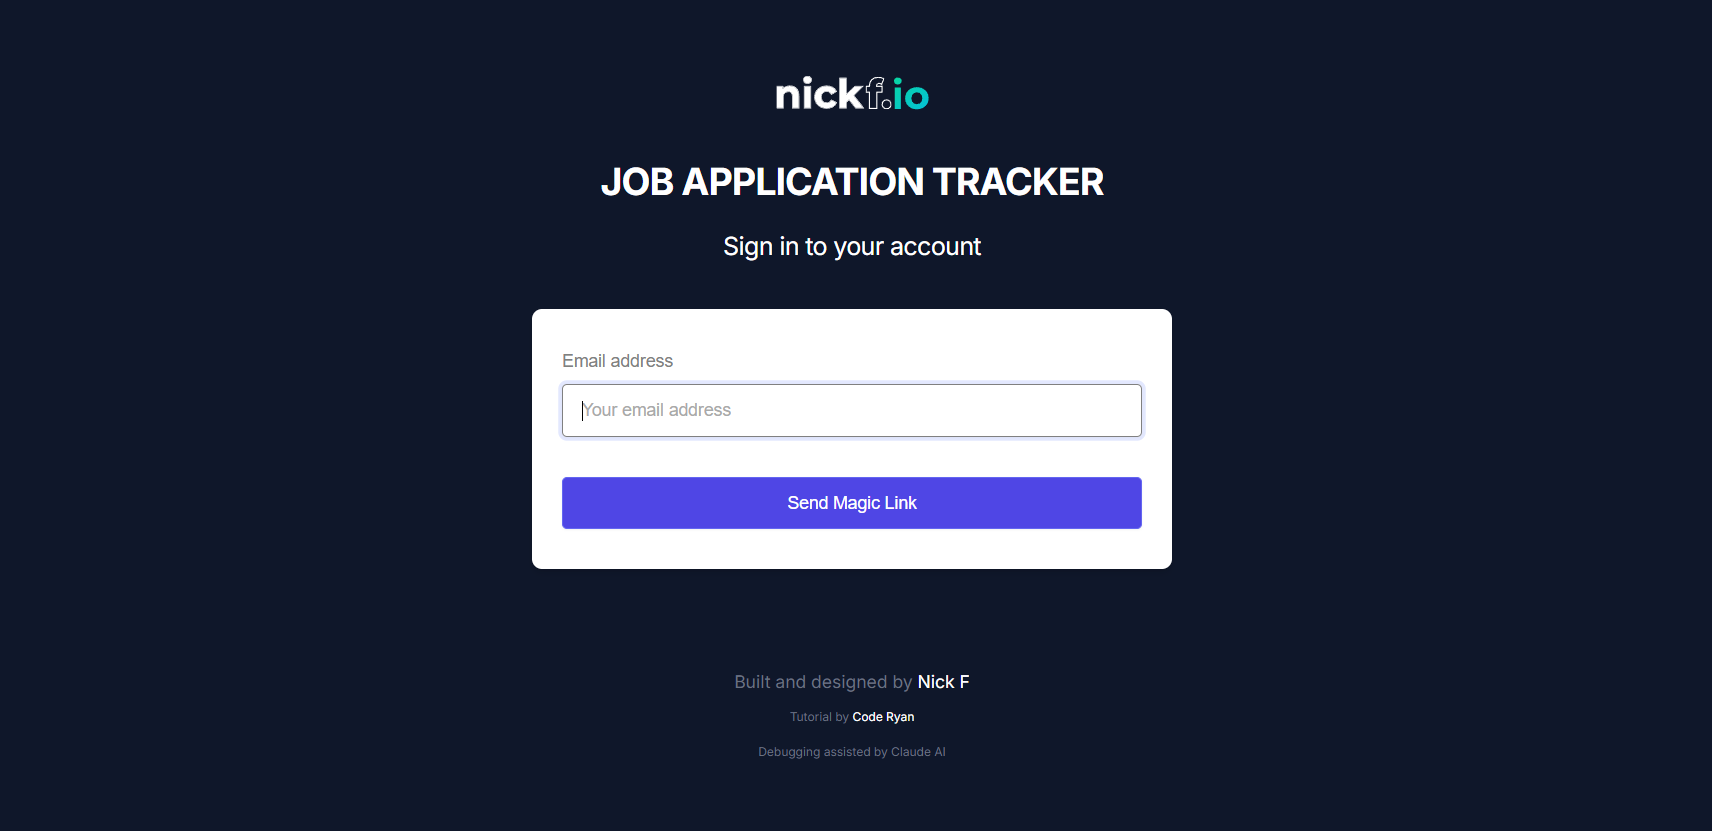 nickf.io
JOB APPLICATION TRACKER
Sign in to your account
Email address
Your email address
Send Magic Link
Built and designed by Nick F
Tutorial by Code Ryan
Debugging assisted by Claude AI